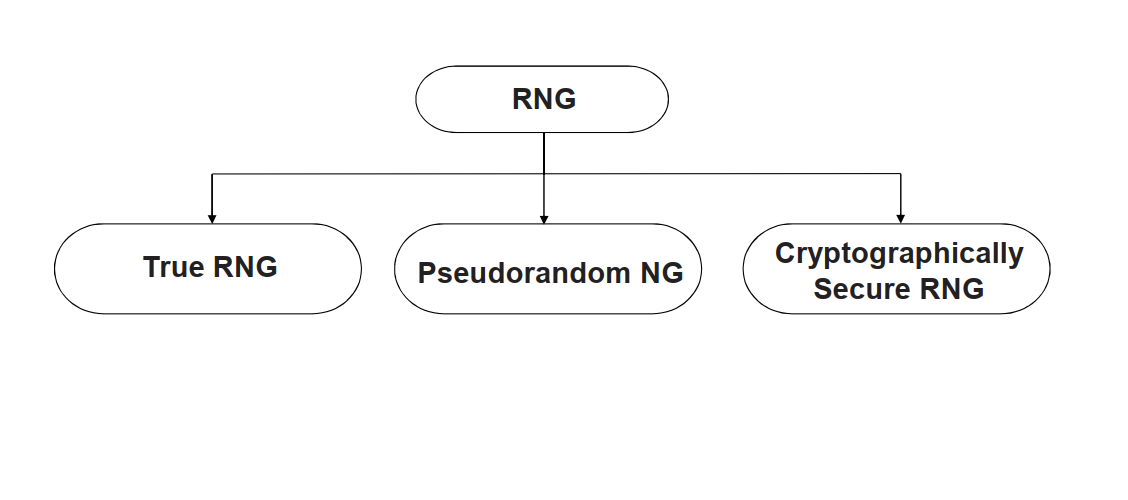 RNG
True RNG
Pseudorandom NG
Cryptographically
Secure RNG